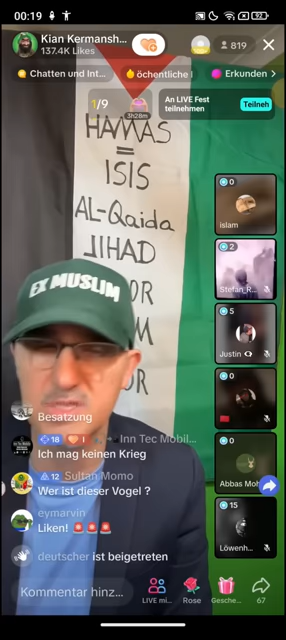 00:19
92
Kian Kermansh...
137.4K Likes
819
Chatten und Int...
öchentliche
Erkunden >
1/9
3h28m
An LIVE Fest
teilnehmen
Teilneh
HAMAS
=
ISIS
AL-Qaida
JIHAD
OR
M
OR
EX MUSLIM
0
islam
2
Stefan_R...
5
Justin
0
0
Abbas Moh
15
Löwenh...
Besatzung
18
1
Inn Tec Mobil...
Ich mag keinen Krieg
12
Sultan Momo
Wer ist dieser Vogel ?
eymarvin
Liken!
deutscher ist beigetreten
Kommentar hinz...
LIVE mi...
Rose
Gesche...
67